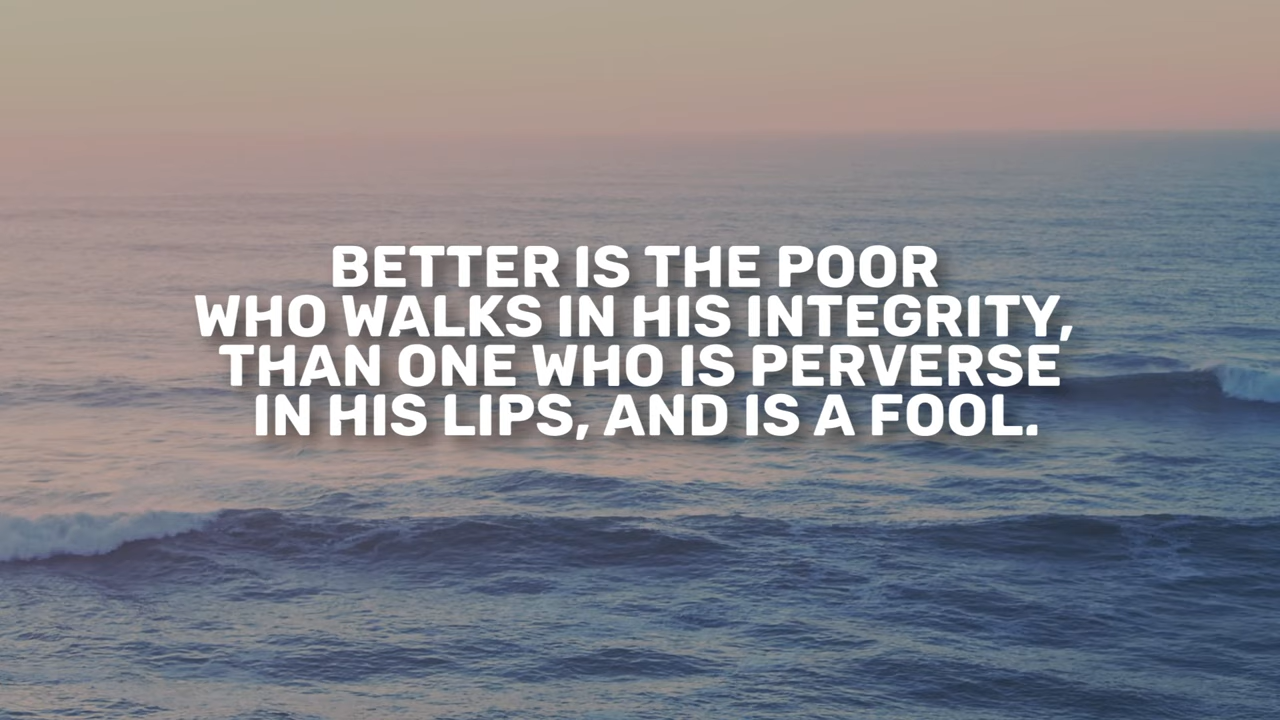 BETTER IS THE POOR
WHO WALKS IN HIS INTEGRITY,
THAN ONE WHO IS PERVERSE
IN HIS LIPS, AND IS A FOOL.